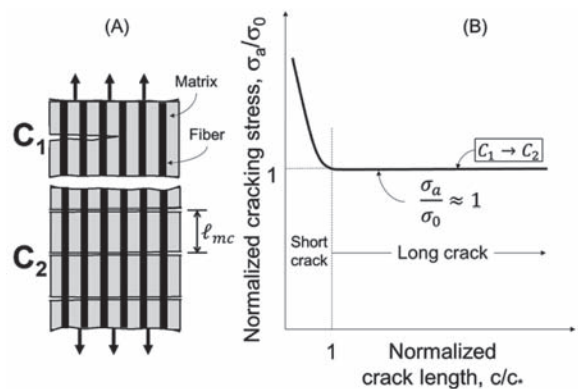 (A)
Matrix
C₁
Fiber
C₂
ℓₘ𝒸
(B)
Normalized cracking stress, σₐ/σ₀
1
C₁ → C₂
σₐ/σ₀ ≈ 1
Short
crack
Long crack
1
Normalized
crack length, c/c*